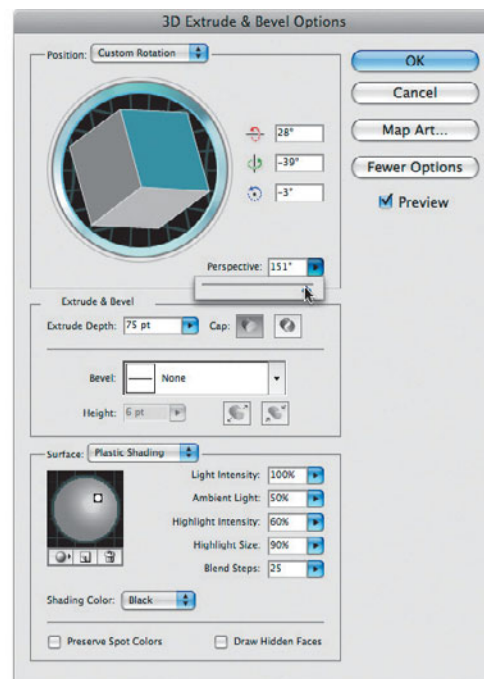 3D Extrude & Bevel Options
Position: Custom Rotation
28°
-39°
-3°
Perspective: 151°
OK
Cancel
Map Art...
Fewer Options
Preview
Extrude & Bevel
Extrude Depth: 75 pt Cap:
Bevel: None
Height: 6 pt
Surface: Plastic Shading
Light Intensity: 100%
Ambient Light: 50%
Highlight Intensity: 60%
Highlight Size: 90%
Blend Steps: 25
Shading Color: Black
Preserve Spot Colors Draw Hidden Faces